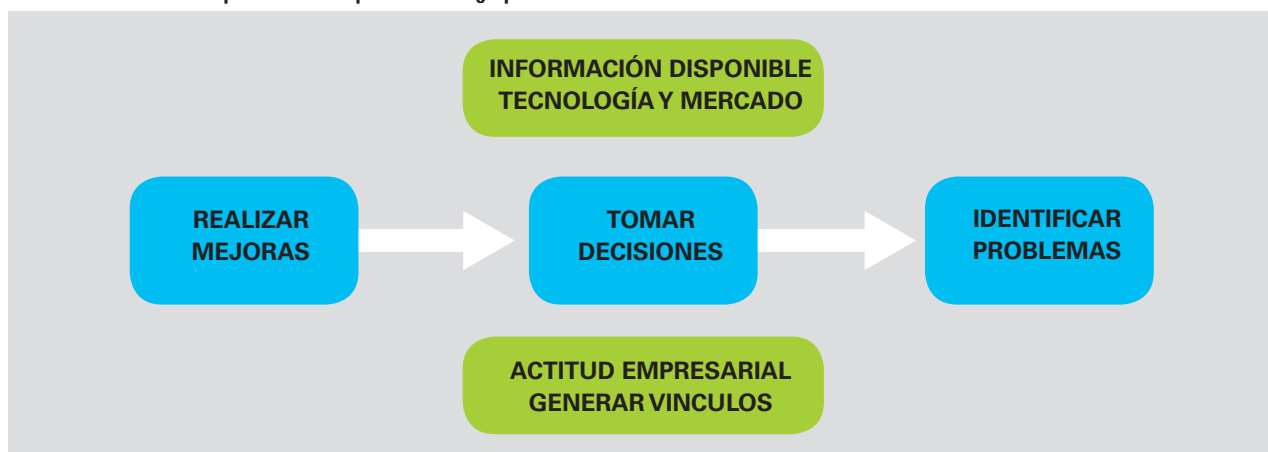 INFORMACIÓN DISPONIBLE
TECNOLOGÍA Y MERCADO
REALIZAR
MEJORAS
TOMAR
DECISIONES
IDENTIFICAR
PROBLEMAS
ACTITUD EMPRESARIAL
GENERAR VINCULOS